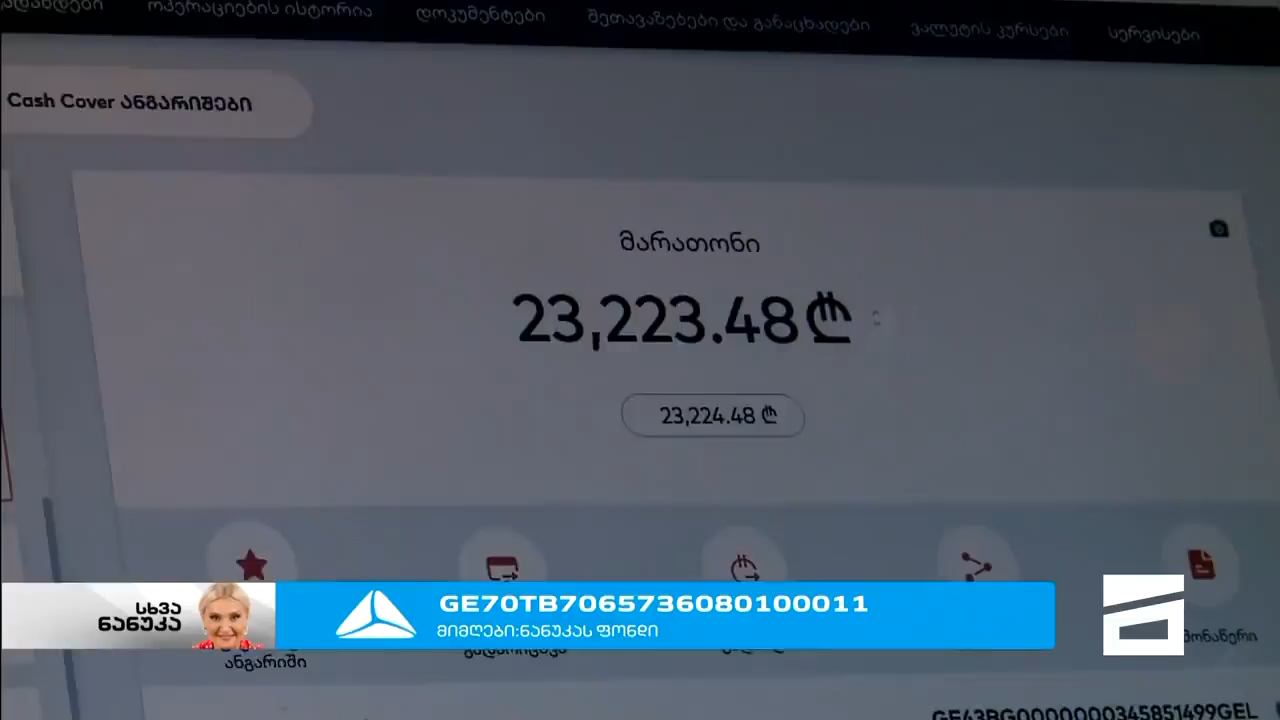 ოპერაციების ისტორია
დოკუმენტები
შეთავაზებები და განაცხადები
ვალუტის კურსები
სერვისები
Cash Cover ანგარიშები
მარათონი
23,223.48 ₾
23,224.48 ₾
სხვა
ნანუკა
GE70TB7065736080100011
მიმღები:ნანუკას ფონდი
ანგარიში
GE43BG0000000345851499GEL